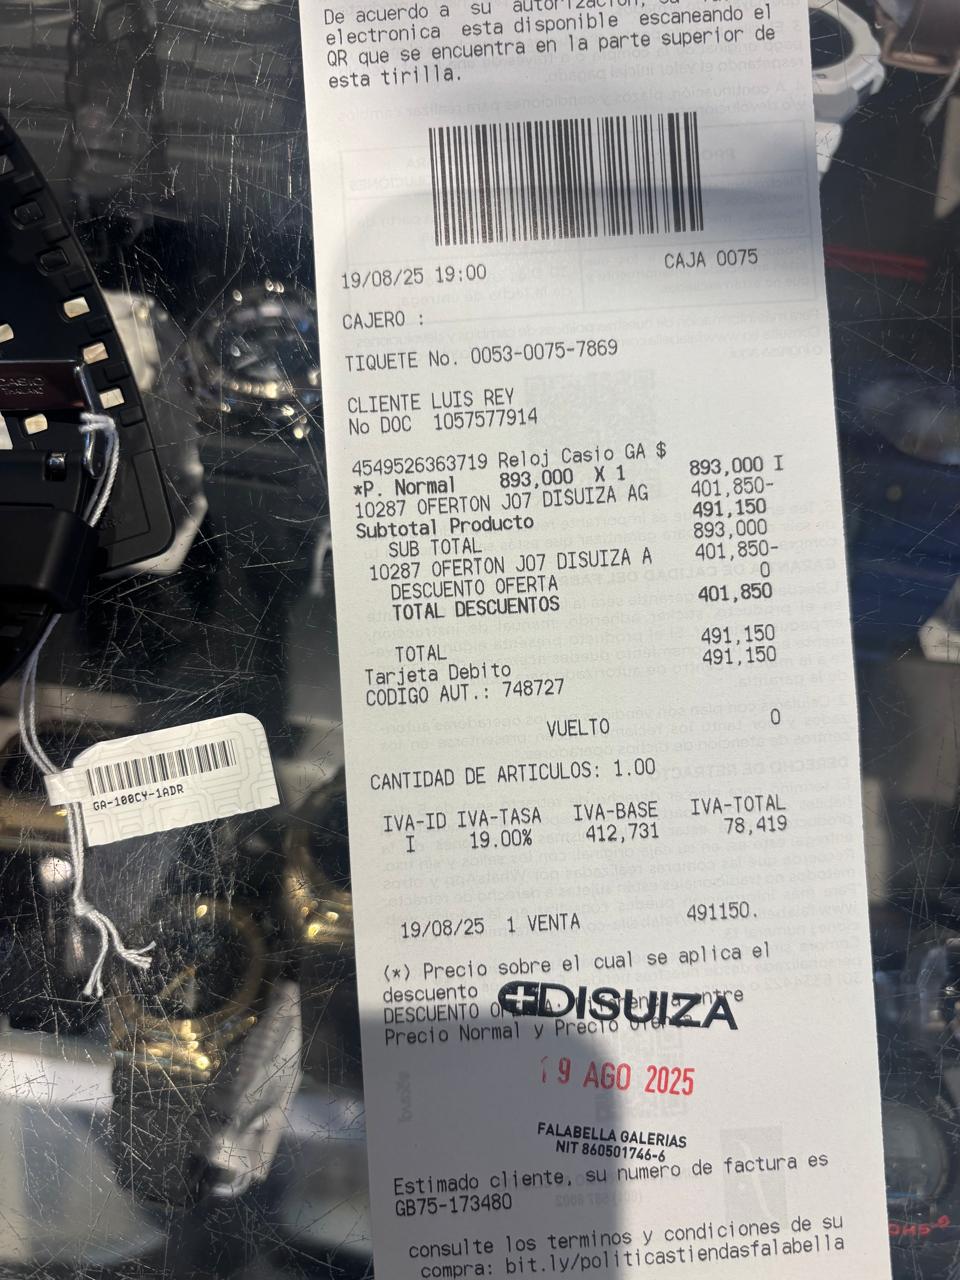 De acuerdo a su autorización, su
electronica esta disponible escaneando el
QR que se encuentra en la parte superior de
esta tirilla.
19/08/25 19:00 CAJA 0075
CAJERO :
TIQUETE No. 0053-0075-7869
CLIENTE LUIS REY
No DOC 1057577914
4549526363719 Reloj Casio GA $
*P. Normal 893,000 X 1 893,000 I
10287 OFERTON J07 DISUIZA AG 401,850-
Subtotal Producto 491,150
SUB TOTAL 893,000
10287 OFERTON J07 DISUIZA A 401,850-
DESCUENTO OFERTA 0
TOTAL DESCUENTOS 401,850
TOTAL 491,150
Tarjeta Debito 491,150
CODIGO AUT.: 748727
VUELTO 0
CANTIDAD DE ARTICULOS: 1.00
IVA-ID IVA-TASA IVA-BASE IVA-TOTAL
I 19.00% 412,731 78,419
19/08/25 1 VENTA 491150.
(*) Precio sobre el cual se aplica el
descuento
DESCUENTO entre
Precio Normal y Precio
DISUIZA
19 AGO 2025
FALABELLA GALERIAS
NIT 860501746-6
Estimado cliente, su numero de factura es
GB75-173480
consulte los terminos y condiciones de su
compra: bit.ly/politicastiendasfalabella
GA-100CY-1ADR
CASIO